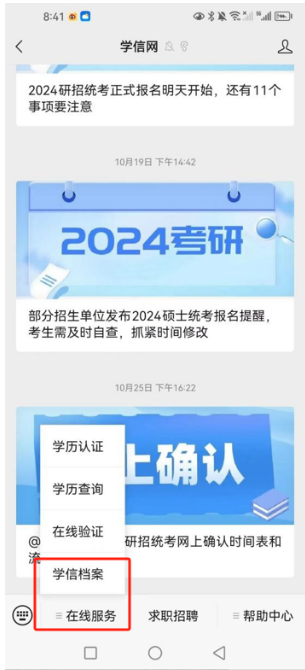 8:41
学信网
2024研招统考正式报名明天开始，还有11个
事项要注意
10月19日 下午14:42
2024考研
部分招生单位发布2024硕士统考报名提醒，
考生需及时自查，抓紧时间修改
10月25日 下午16:22
上确认
学历认证
学历查询
在线验证
@
研招统考网上确认时间表和
流
学信档案
在线服务
求职招聘
帮助中心